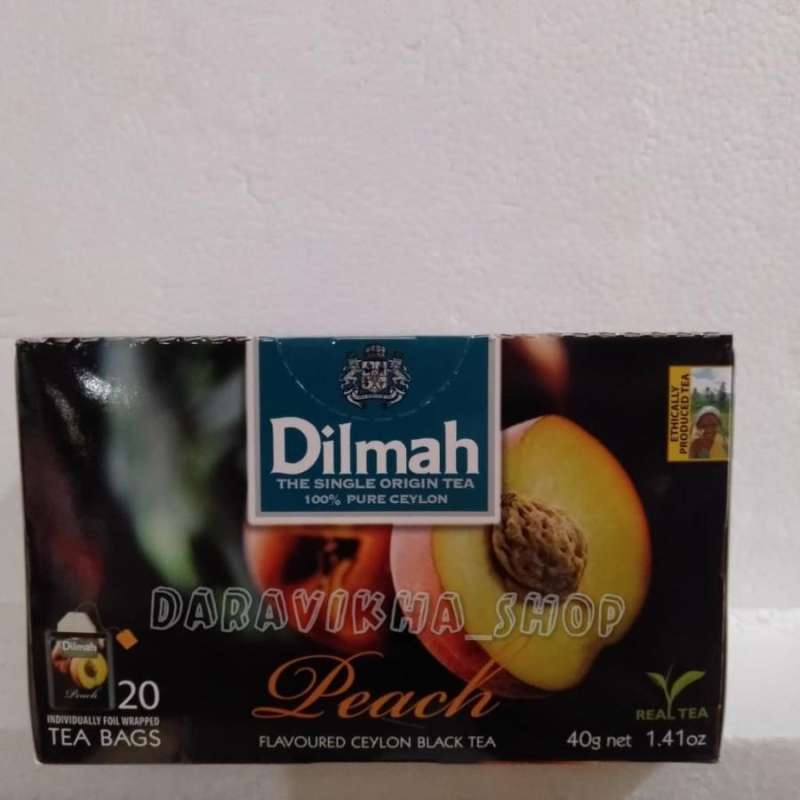 Dilmah
THE SINGLE ORIGIN TEA
100% PURE CEYLON
ETHICALLY
PRODUCED TEA
DARAVIKHA_SHOP
Dilmah
Peach
20
INDIVIDUALLY FOIL WRAPPED
TEA BAGS
Peach
FLAVOURED CEYLON BLACK TEA
REAL TEA
40g net 1.41oz